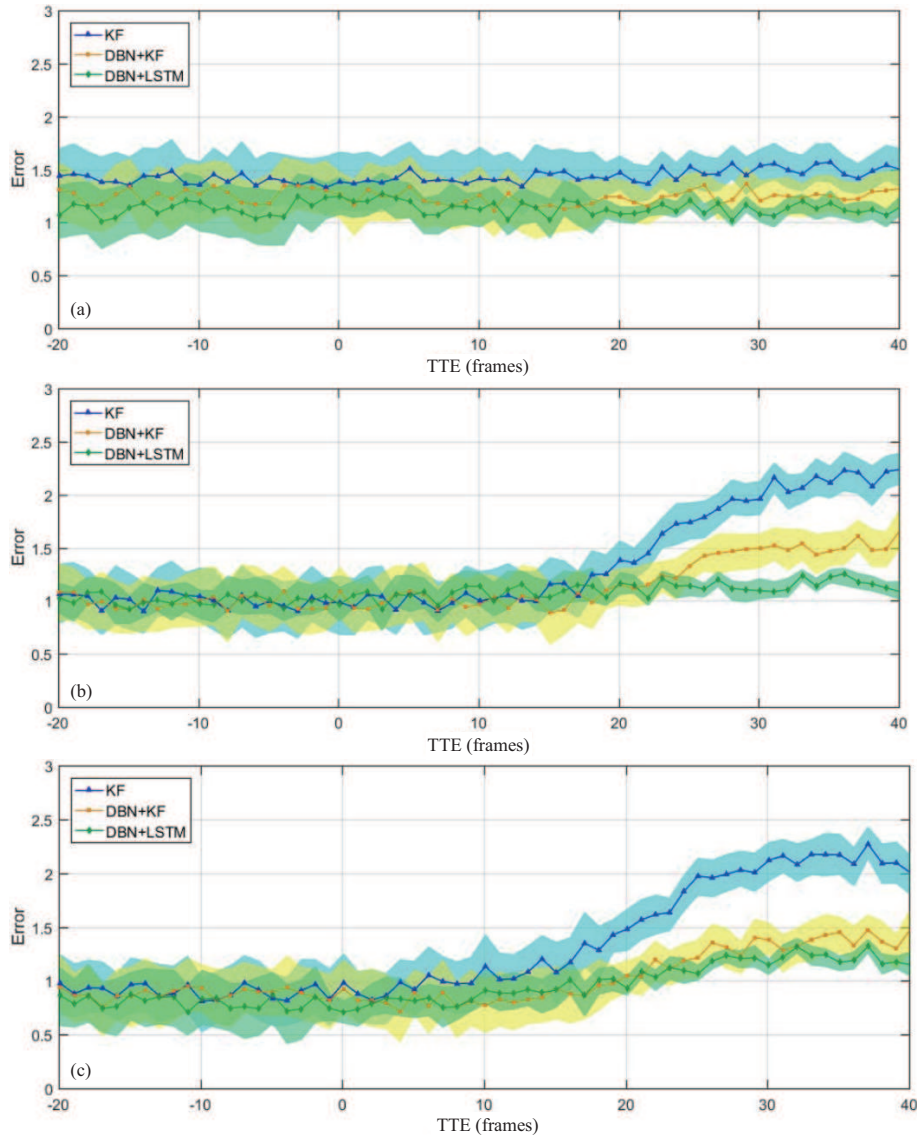 3
2.5
2
1.5
1
0.5
0
Error
KF
DBN+KF
DBN+LSTM
(a)
-20 -10 0 10 20 30 40
TTE (frames)
3
2.5
2
1.5
1
0.5
0
Error
KF
DBN+KF
DBN+LSTM
(b)
-20 -10 0 10 20 30 40
TTE (frames)
3
2.5
2
1.5
1
0.5
0
Error
KF
DBN+KF
DBN+LSTM
(c)
-20 -10 0 10 20 30 40
TTE (frames)